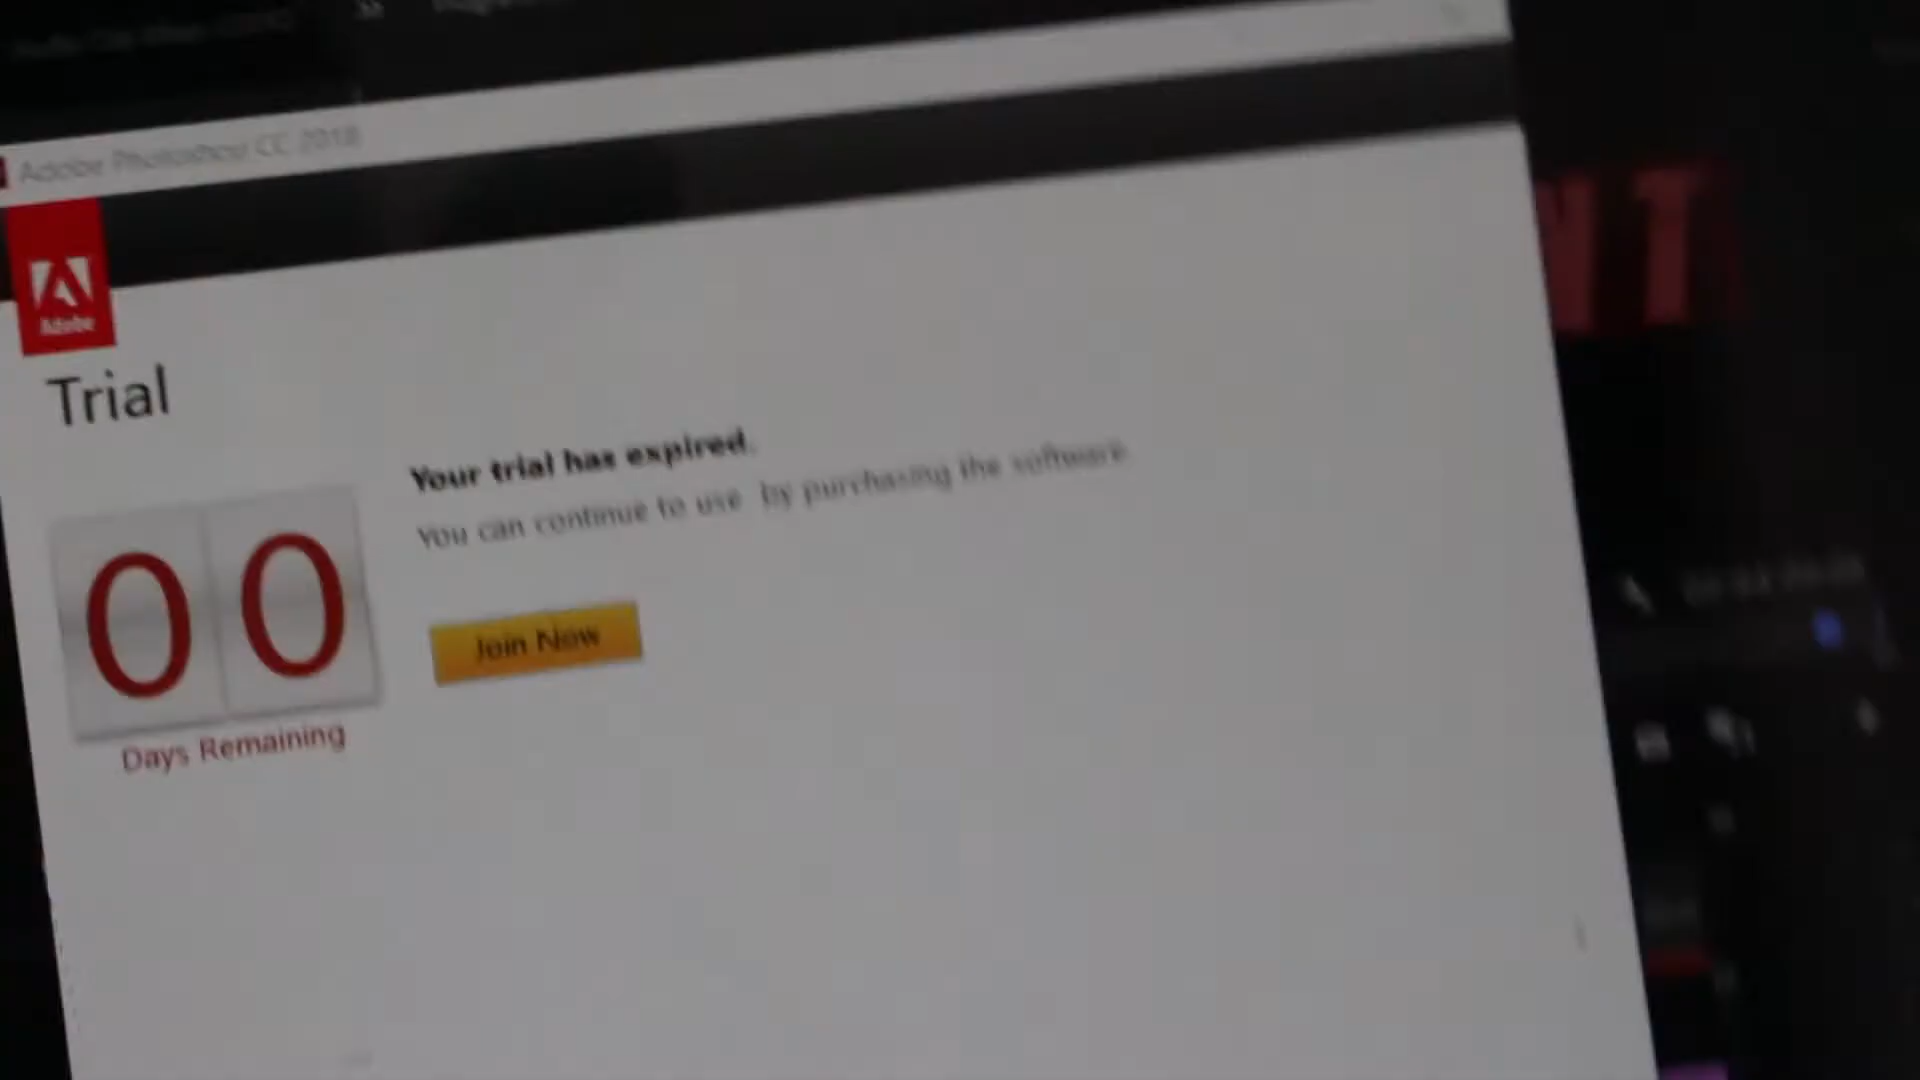 Adobe Photoshop CC 2018
Adobe
Trial
Your trial has expired.
You can continue to use by purchasing the software.
00
Join Now
Days Remaining
NT